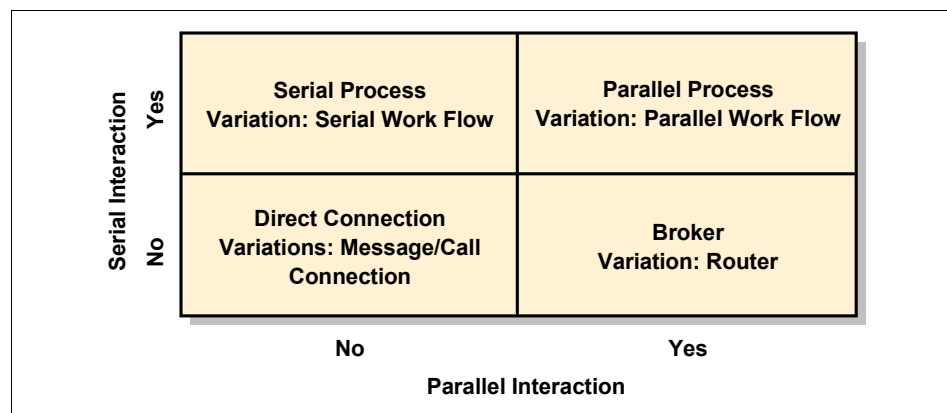 Serial Interaction
Yes
No
Serial Process
Variation: Serial Work Flow
Parallel Process
Variation: Parallel Work Flow
Direct Connection
Variations: Message/Call
Connection
Broker
Variation: Router
No
Yes
Parallel Interaction